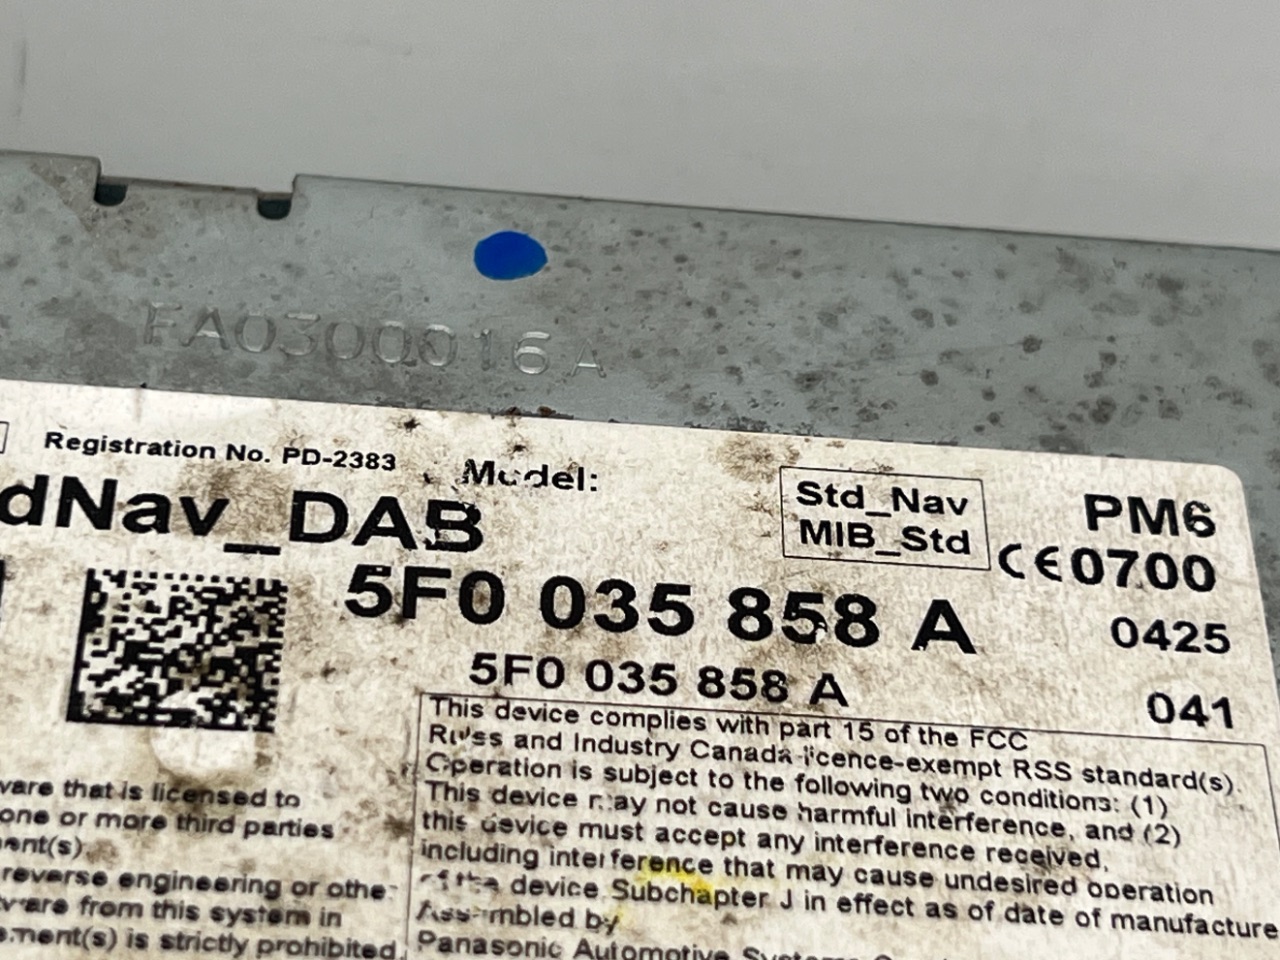 FA0300016A
Registration No. PD-2383
Model:
dNav_DAB
Std_Nav
MIB_Std
PM6
CE0700
5F0 035 858 A
0425
5F0 035 858 A
041
This device complies with part 15 of the FCC
Rules and Industry Canada licence-exempt RSS standard(s).
Operation is subject to the following two conditions: (1)
This device may not cause harmful interference, and (2)
this device must accept any interference received,
including interference that may cause undesired operation
of the device Subchapter J in effect as of date of manufacture
Assembled by
Panasonic Automotive Systems
ware that is licensed to
one or more third parties
ment(s).
reverse engineering or othe
ware from this system in
ement(s) is strictly prohibited.